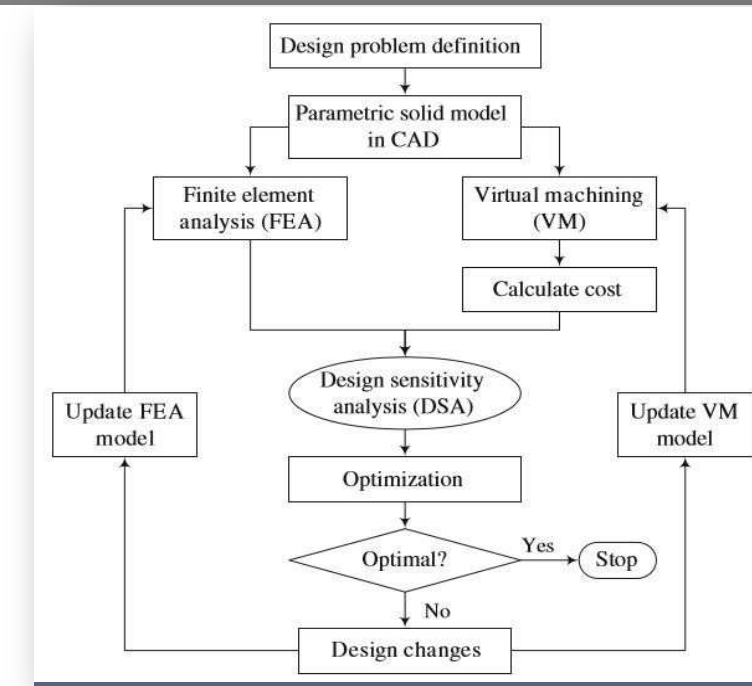 Design problem definition
Parametric solid model
in CAD
Finite element
analysis (FEA)
Virtual machining
(VM)
Calculate cost
Design sensitivity
analysis (DSA)
Update FEA
model
Update VM
model
Optimization
Optimal?
Yes
Stop
No
Design changes